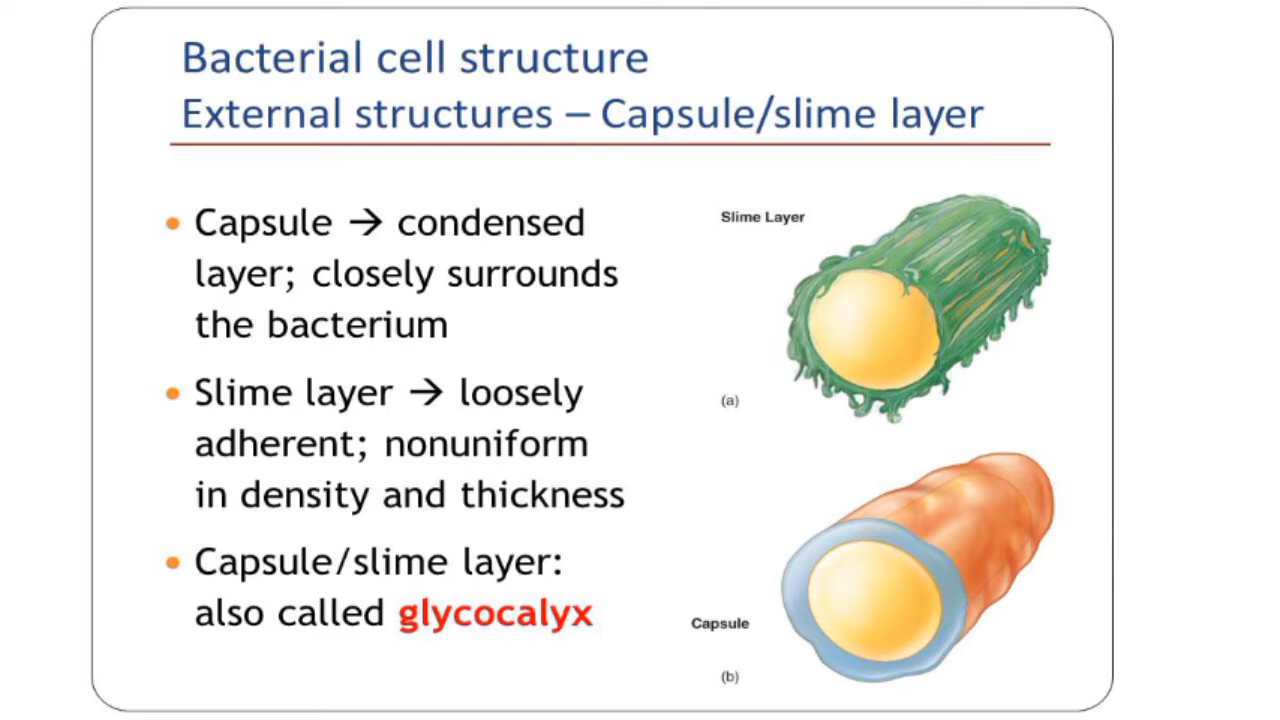 Bacterial cell structure
External structures – Capsule/slime layer
• Capsule → condensed
layer; closely surrounds
the bacterium
• Slime layer → loosely
adherent; nonuniform
in density and thickness
• Capsule/slime layer:
also called glycocalyx
Slime Layer
(a)
Capsule
(b)